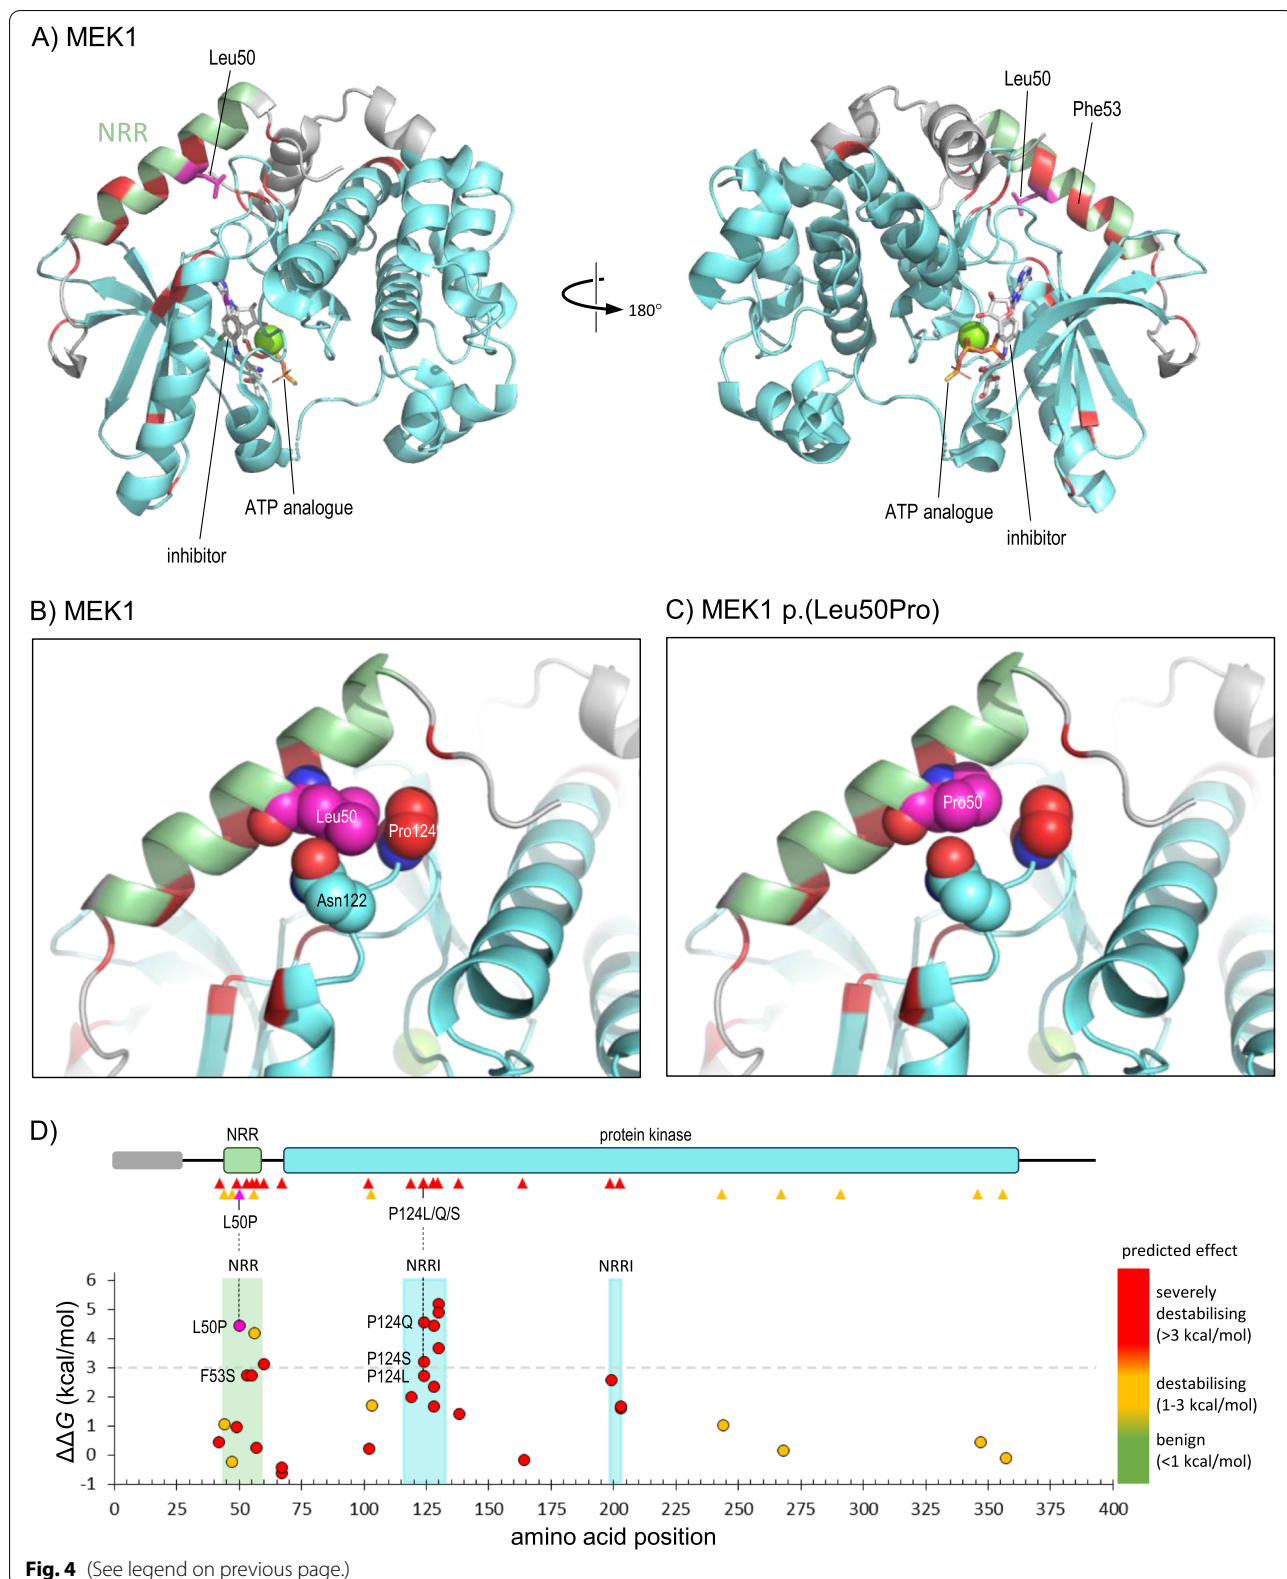 A) MEK1
Leu50
NRR
Leu50
Phe53
180°
ATP analogue
inhibitor
ATP analogue
inhibitor
B) MEK1
C) MEK1 p.(Leu50Pro)
Leu50
Pro124
Asn122
Pro50
D)
NRR
protein kinase
L50P
P124L/Q/S
NRR
NRRI
NRRI
predicted effect
severely
destabilising
(>3 kcal/mol)
destabilising
(1-3 kcal/mol)
benign
(<1 kcal/mol)
ΔΔG (kcal/mol)
6
5
4
3
2
1
0
-1
L50P
F53S
P124Q
P124S
P124L
0 25 50 75 100 125 150 175 200 225 250 275 300 325 350 375 400
amino acid position
Fig. 4 (See legend on previous page.)